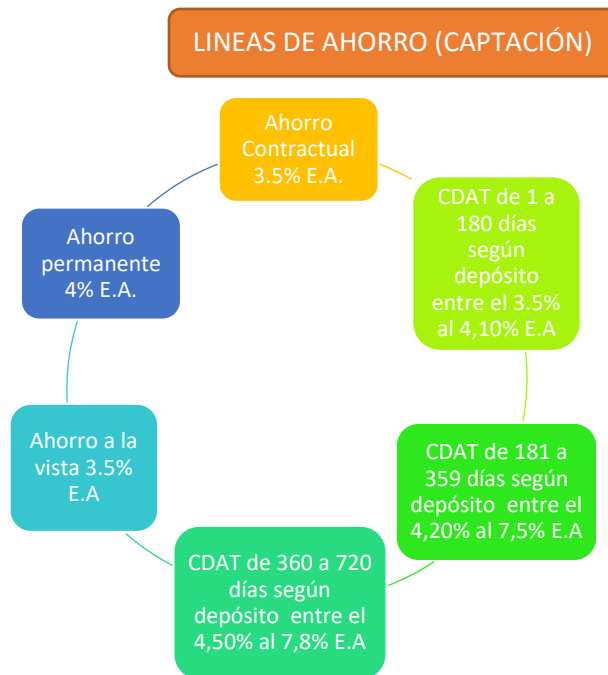 LINEAS DE AHORRO (CAPTACIÓN)
Ahorro
Contractual
3.5% E.A.
CDAT de 1 a
180 días
según
depósito
entre el 3.5%
al 4,10% E.A
CDAT de 181 a
359 días según
depósito  entre el
4,20% al 7,5% E.A
CDAT de 360 a 720
días según
depósito  entre el
4,50% al 7,8% E.A
Ahorro a la
vista 3.5%
E.A
Ahorro
permanente
4% E.A.